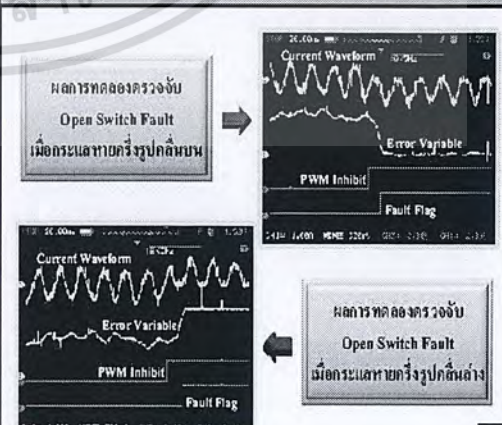 ผลการทดลองตรวจจับ
Open Switch Fault
เมื่อกระแสหายครึ่งรูปคลื่นบน
Current Waveform
Error Variable
PWM Inhibit
Fault Flag
Current Waveform
Error Variable
PWM Inhibit
Fault Flag
ผลการทดลองตรวจจับ
Open Switch Fault
เมื่อกระแสหายครึ่งรูปคลื่นล่าง